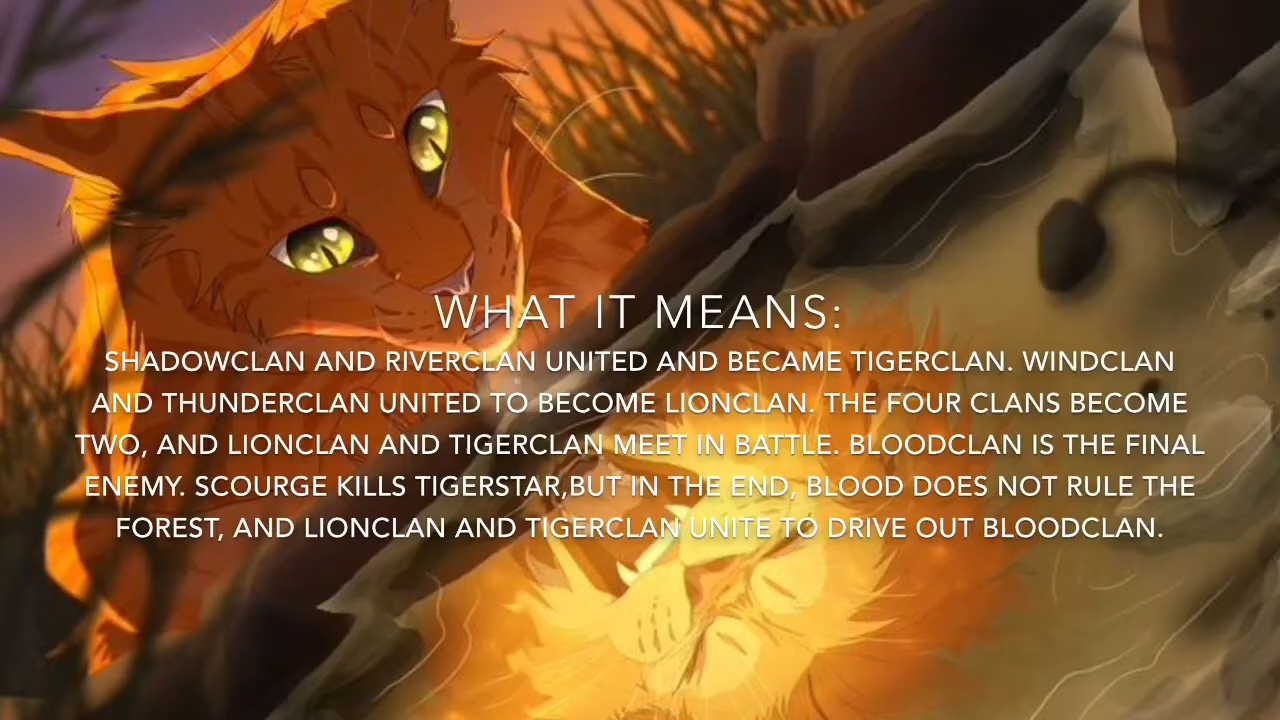 WHAT IT MEANS:
SHADOWCLAN AND RIVERCLAN UNITED AND BECAME TIGERCLAN. WINDCLAN
AND THUNDERCLAN UNITED TO BECOME LIONCLAN. THE FOUR CLANS BECOME
TWO, AND LIONCLAN AND TIGERCLAN MEET IN BATTLE. BLOODCLAN IS THE FINAL
ENEMY. SCOURGE KILLS TIGERSTAR,BUT IN THE END, BLOOD DOES NOT RULE THE
FOREST, AND LIONCLAN AND TIGERCLAN UNITE TO DRIVE OUT BLOODCLAN.